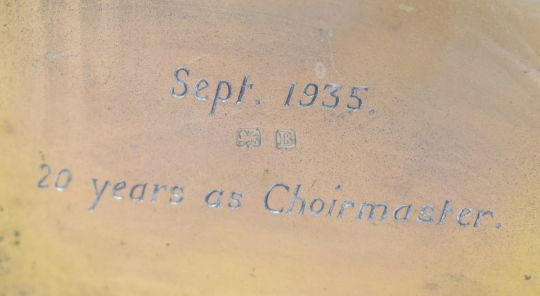 Sept. 1935.
B
20 years as Choirmaster.